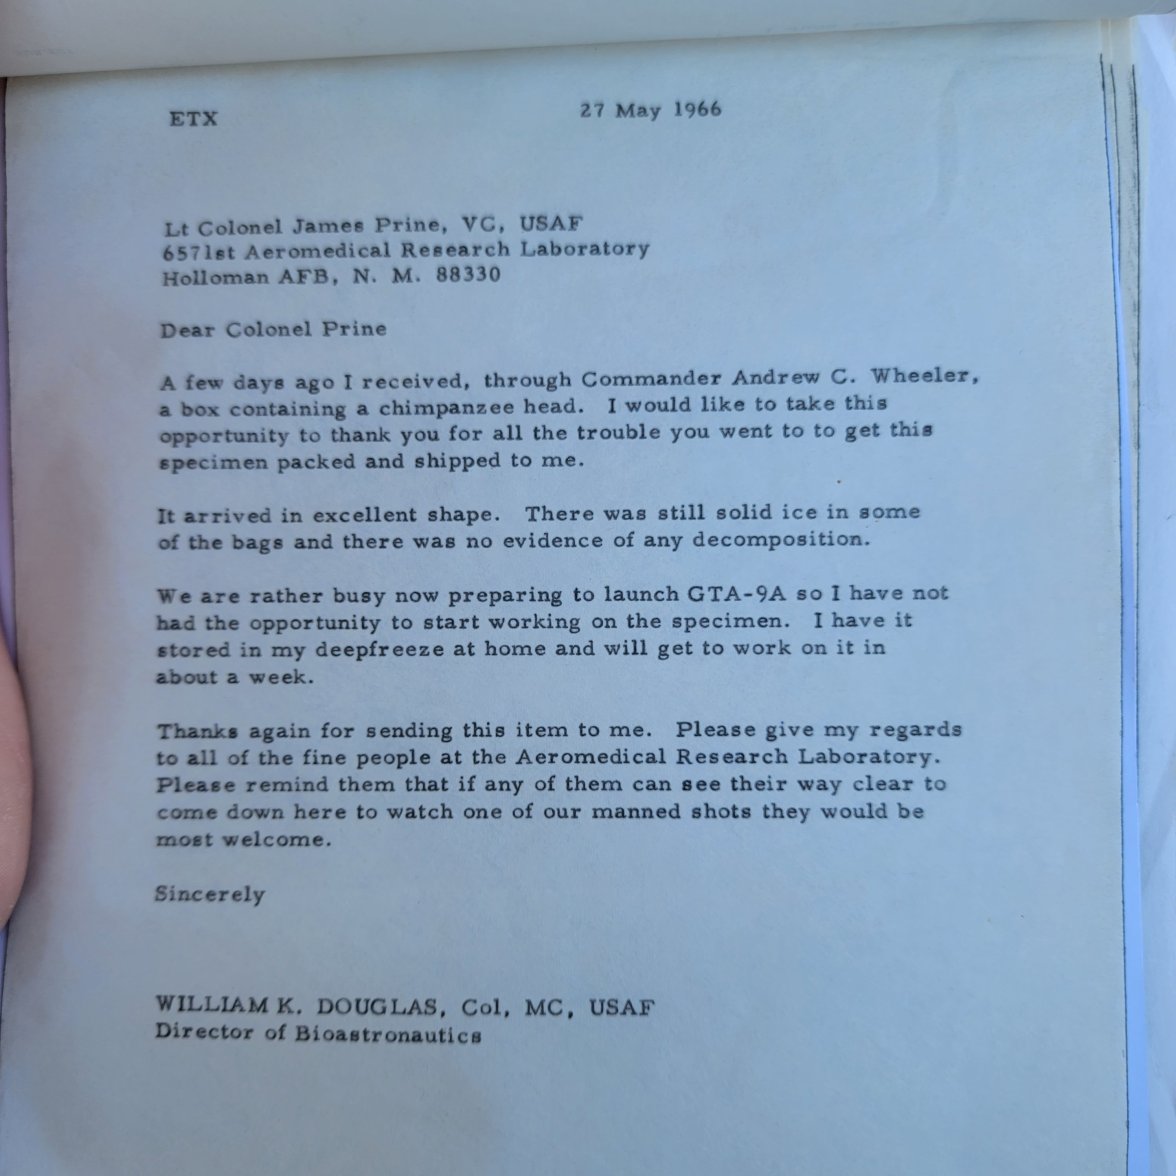 ETX 27 May 1966
Lt Colonel James Prine, VC, USAF
6571st Aeromedical Research Laboratory
Holloman AFB, N. M. 88330
Dear Colonel Prine
A few days ago I received, through Commander Andrew C. Wheeler,
a box containing a chimpanzee head. I would like to take this
opportunity to thank you for all the trouble you went to to get this
specimen packed and shipped to me.
It arrived in excellent shape. There was still solid ice in some
of the bags and there was no evidence of any decomposition.
We are rather busy now preparing to launch GTA-9A so I have not
had the opportunity to start working on the specimen. I have it
stored in my deepfreeze at home and will get to work on it in
about a week.
Thanks again for sending this item to me. Please give my regards
to all of the fine people at the Aeromedical Research Laboratory.
Please remind them that if any of them can see their way clear to
come down here to watch one of our manned shots they would be
most welcome.
Sincerely
WILLIAM K. DOUGLAS, Col, MC, USAF
Director of Bioastronautics